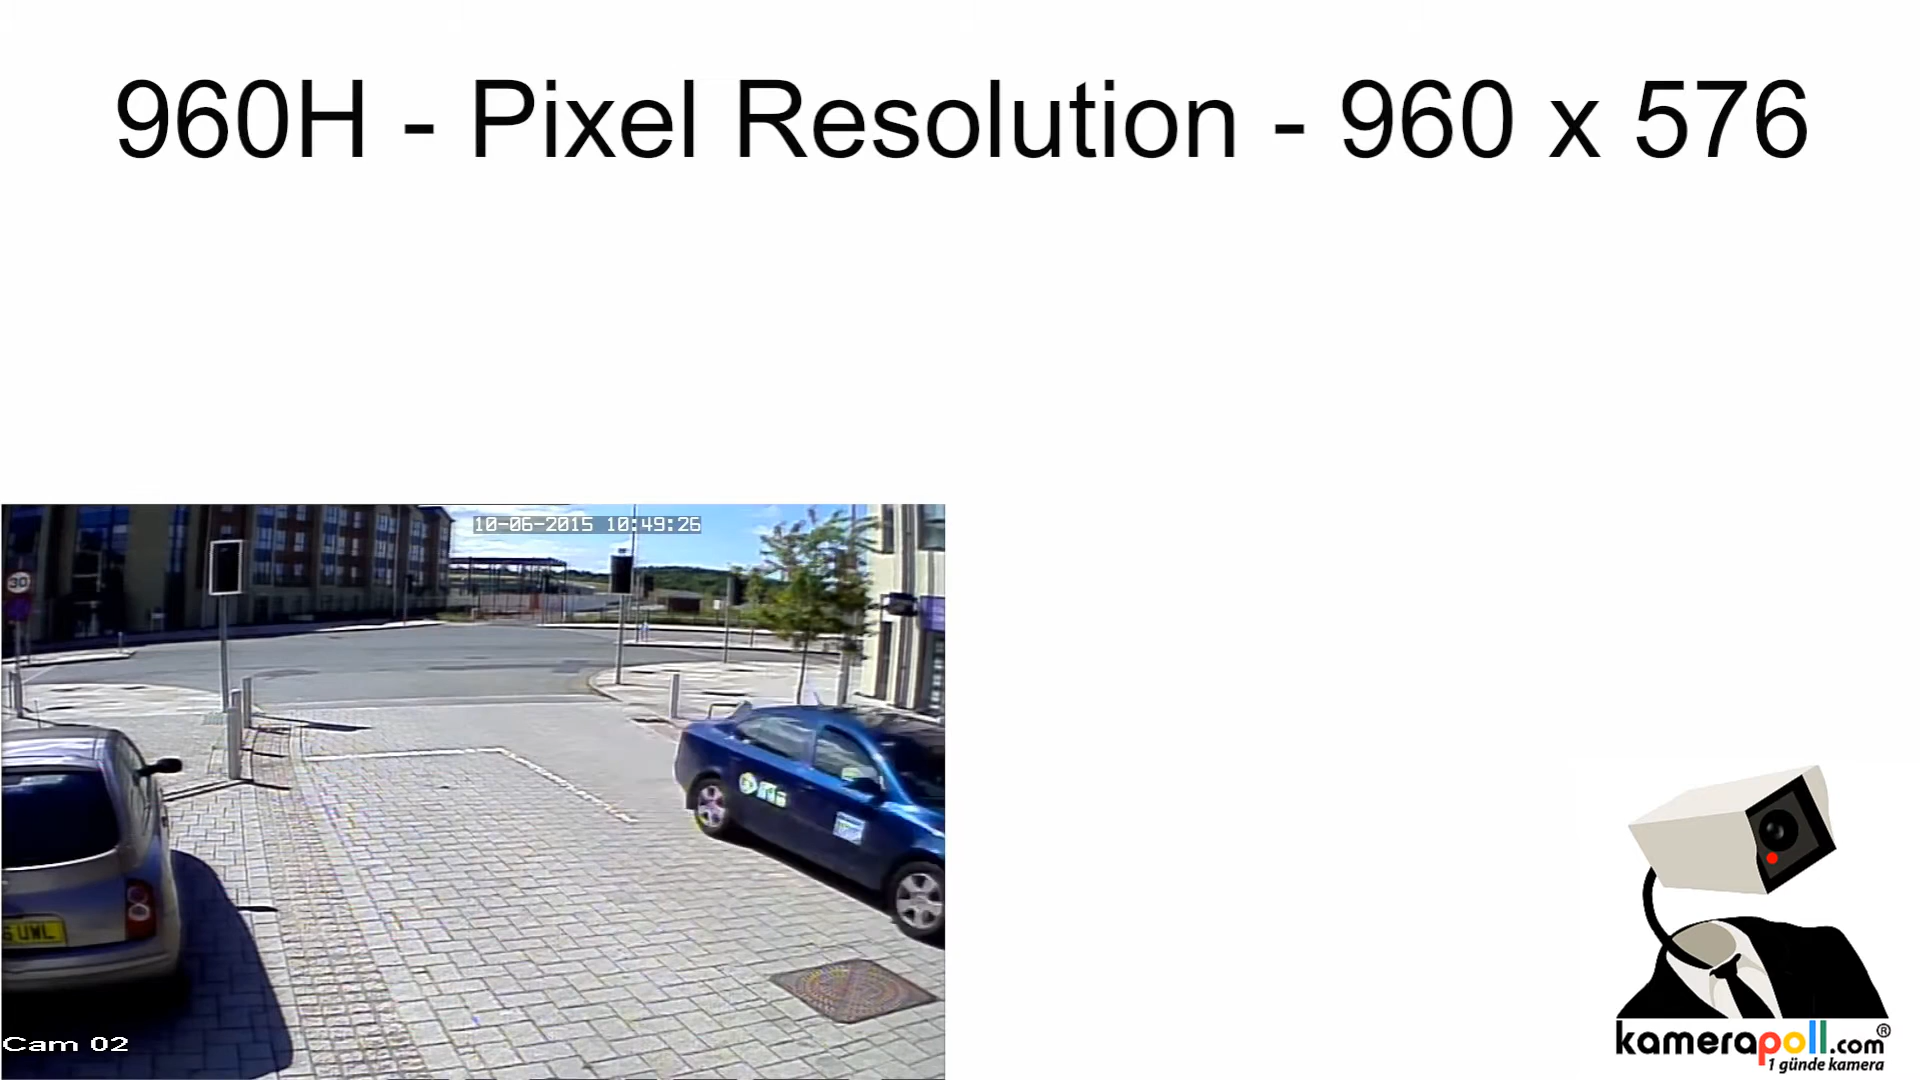 960H - Pixel Resolution - 960 x 576
10-06-2015 10:49:26
30
UWL
Cam 02
kamerapoll.com®
1 günde kamera